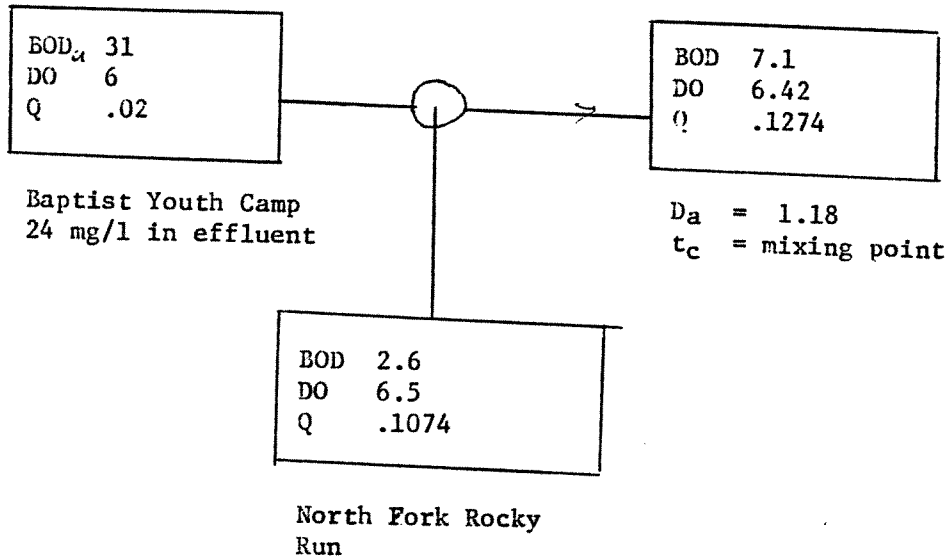 BODu 31
DO 6
Q .02
Baptist Youth Camp
24 mg/l in effluent
BOD 7.1
DO 6.42
Q .1274
Da = 1.18
tc = mixing point
BOD 2.6
DO 6.5
Q .1074
North Fork Rocky
Run